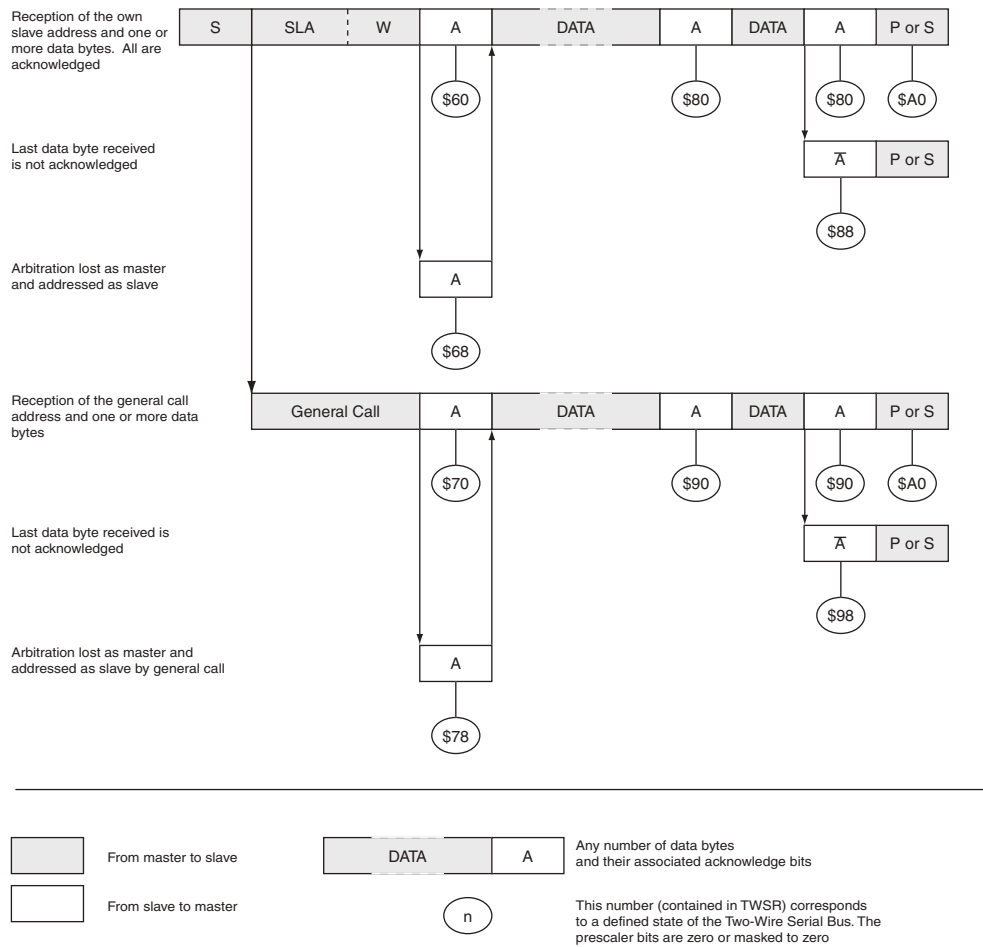 Reception of the own
slave address and one or
more data bytes.  All are
acknowledged
S SLA W A DATA A DATA A P or S
$60 $80 $80 $A0
Last data byte received
is not acknowledged
A̅ P or S
$88
Arbitration lost as master
and addressed as slave
A
$68
Reception of the general call
address and one or more data
bytes
General Call A DATA A DATA A P or S
$70 $90 $90 $A0
Last data byte received is
not acknowledged
A̅ P or S
$98
Arbitration lost as master and
addressed as slave by general call
A
$78
From master to slave
DATA A
Any number of data bytes
and their associated acknowledge bits
From slave to master
n
This number (contained in TWSR) corresponds
to a defined state of the Two-Wire Serial Bus. The
prescaler bits are zero or masked to zero